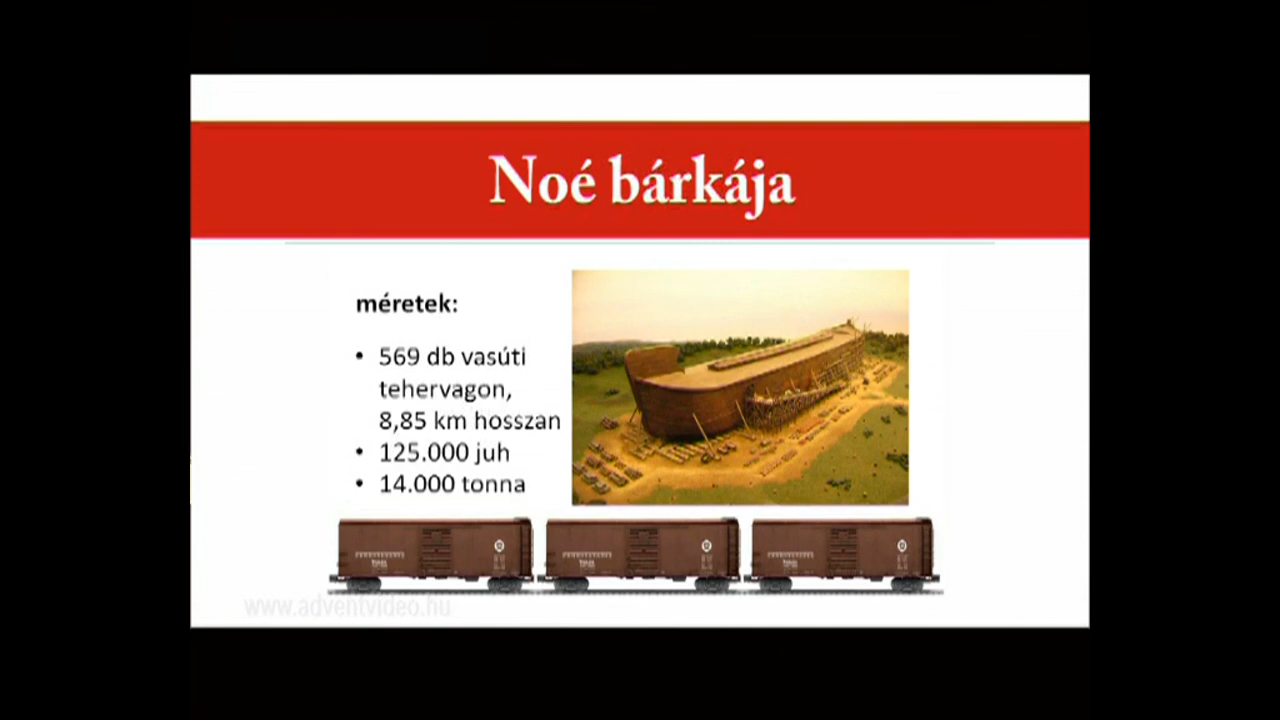 Noé bárkája
méretek:
• 569 db vasúti
tehervagon,
8,85 km hosszan
• 125.000 juh
• 14.000 tonna
www.adventvideo.hu